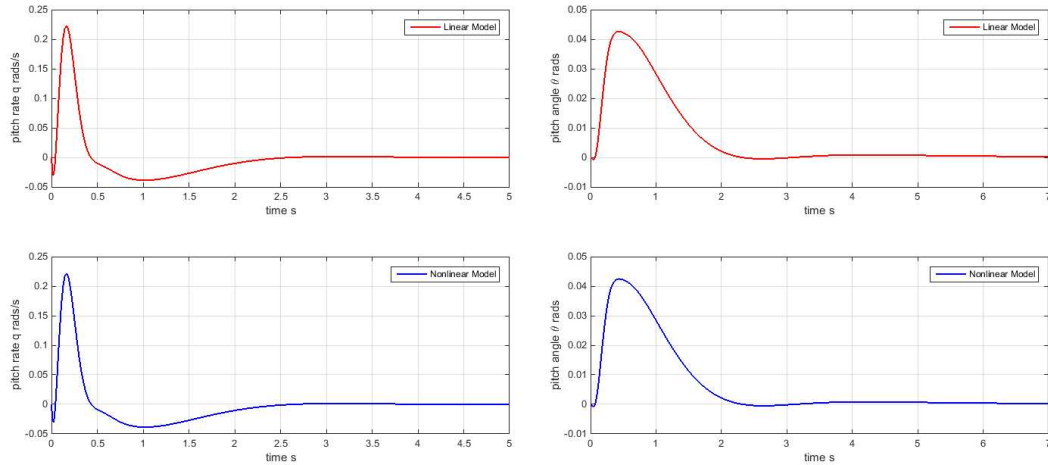 0.25
0.2
0.15
0.1
0.05
0
-0.05
pitch rate q rads/s
0 0.5 1 1.5 2 2.5 3 3.5 4 4.5 5
time s
Linear Model
0.05
0.04
0.03
0.02
0.01
0
-0.01
pitch angle θ rads
0 1 2 3 4 5 6 7
time s
Linear Model
0.25
0.2
0.15
0.1
0.05
0
-0.05
pitch rate q rads/s
0 0.5 1 1.5 2 2.5 3 3.5 4 4.5 5
time s
Nonlinear Model
0.05
0.04
0.03
0.02
0.01
0
-0.01
pitch angle θ rads
0 1 2 3 4 5 6 7
time s
Nonlinear Model